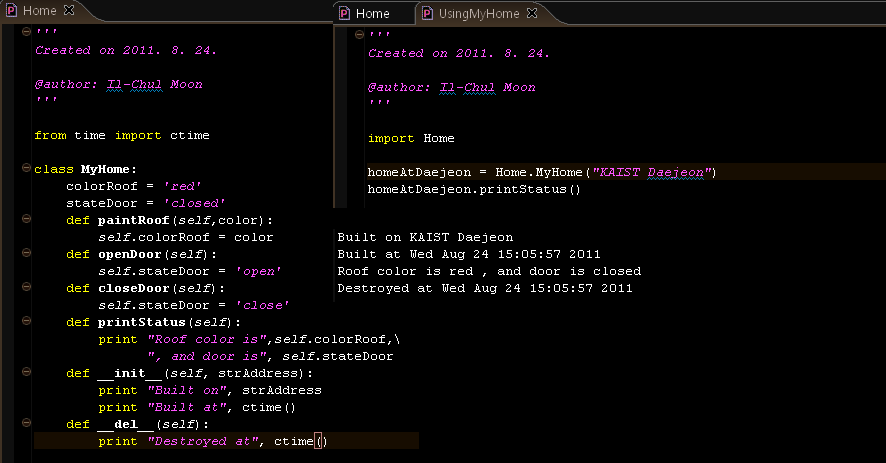 Home
'''
Created on 2011. 8. 24.
@author: Il-Chul Moon
'''
from time import ctime
class MyHome:
    colorRoof = 'red'
    stateDoor = 'closed'
    def paintRoof(self,color):
        self.colorRoof = color
    def openDoor(self):
        self.stateDoor = 'open'
    def closeDoor(self):
        self.stateDoor = 'close'
    def printStatus(self):
        print "Roof color is",self.colorRoof,\
              ", and door is", self.stateDoor
    def __init__(self, strAddress):
        print "Built on", strAddress
        print "Built at", ctime()
    def __del__(self):
        print "Destroyed at", ctime()
Home UsingMyHome
'''
Created on 2011. 8. 24.
@author: Il-Chul Moon
'''
import Home
homeAtDaejeon = Home.MyHome("KAIST Daejeon")
homeAtDaejeon.printStatus()
Built on KAIST Daejeon
Built at Wed Aug 24 15:05:57 2011
Roof color is red , and door is closed
Destroyed at Wed Aug 24 15:05:57 2011